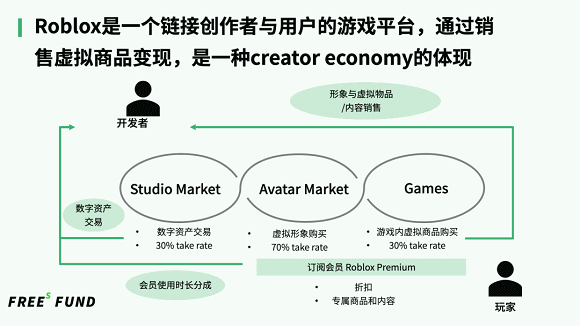 Roblox是一个链接创作者与用户的游戏平台，通过销
售虚拟商品变现，是一种creator economy的体现
形象与虚拟物品
/内容销售
开发者
Studio Market
Avatar Market
Games
数字资产
交易
• 数字资产交易
• 30% take rate
• 虚拟形象购买
• 70% take rate
• 游戏内虚拟商品购买
• 30% take rate
订阅会员 Roblox Premium
会员使用时长分成
• 折扣
• 专属商品和内容
玩家
FREES FUND